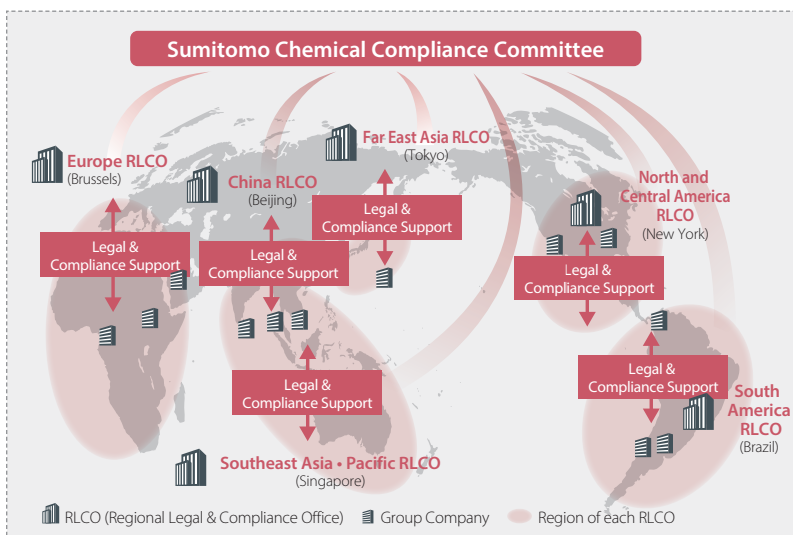 Sumitomo Chemical Compliance Committee
Far East Asia RLCO
(Tokyo)
Europe RLCO
(Brussels)
China RLCO
(Beijing)
North and
Central America
RLCO
(New York)
Legal &
Compliance Support
Legal &
Compliance Support
Legal &
Compliance Support
Legal &
Compliance Support
Legal &
Compliance Support
Legal &
Compliance Support
South
America
RLCO
(Brazil)
Southeast Asia • Pacific RLCO
(Singapore)
RLCO (Regional Legal & Compliance Office)
Group Company
Region of each RLCO